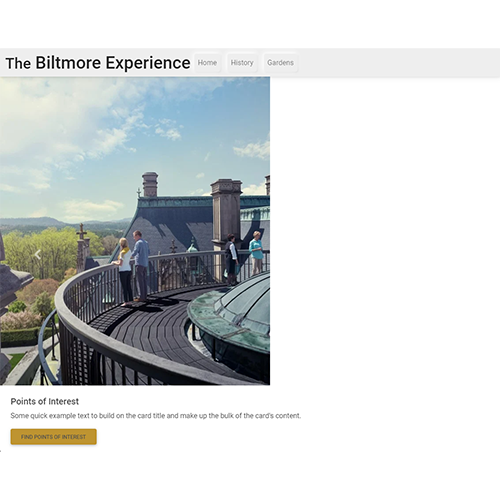 The Biltmore Experience Home History Gardens
Points of Interest
Some quick example text to build on the card title and make up the bulk of the card's content.
FIND POINTS OF INTEREST